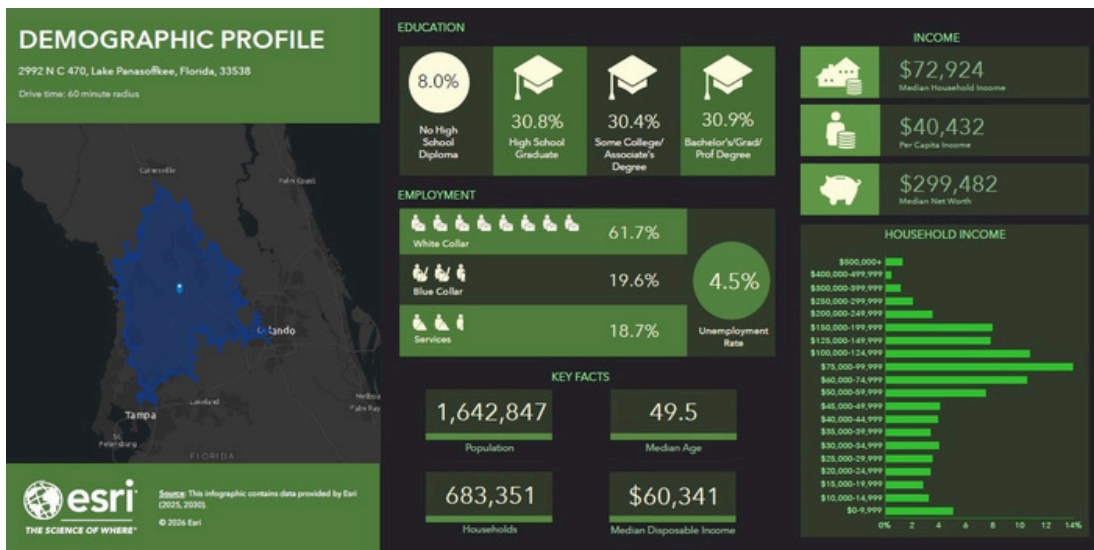 DEMOGRAPHIC PROFILE
2992 N C 470, Lake Panasoffkee, Florida, 33538
Drive time: 60 minute radius
Gainesville
Palm Coast
Orlando
Lakeland
Tampa
St.
Petersburg
FLORIDA
esri
THE SCIENCE OF WHERE®
Source: This infographic contains data provided by Esri
(2025, 2030).
© 2026 Esri
EDUCATION
8.0%
No High
School
Diploma
30.8%
High School
Graduate
30.4%
Some College/
Associate's
Degree
30.9%
Bachelor's/Grad/
Prof Degree
EMPLOYMENT
White Collar
61.7%
Blue Collar
19.6%
Services
18.7%
4.5%
Unemployment
Rate
KEY FACTS
1,642,847
Population
49.5
Median Age
683,351
Households
$60,341
Median Disposable Income
INCOME
$72,924
Median Household Income
$40,432
Per Capita Income
$299,482
Median Net Worth
HOUSEHOLD INCOME
$500,000+
$400,000-499,999
$300,000-399,999
$250,000-299,999
$200,000-249,999
$150,000-199,999
$125,000-149,999
$100,000-124,999
$75,000-99,999
$60,000-74,999
$50,000-59,999
$45,000-49,999
$40,000-44,999
$35,000-39,999
$30,000-34,999
$25,000-29,999
$20,000-24,999
$15,000-19,999
$10,000-14,999
$0-9,999
0% 2 4 6 8 10 12 14%